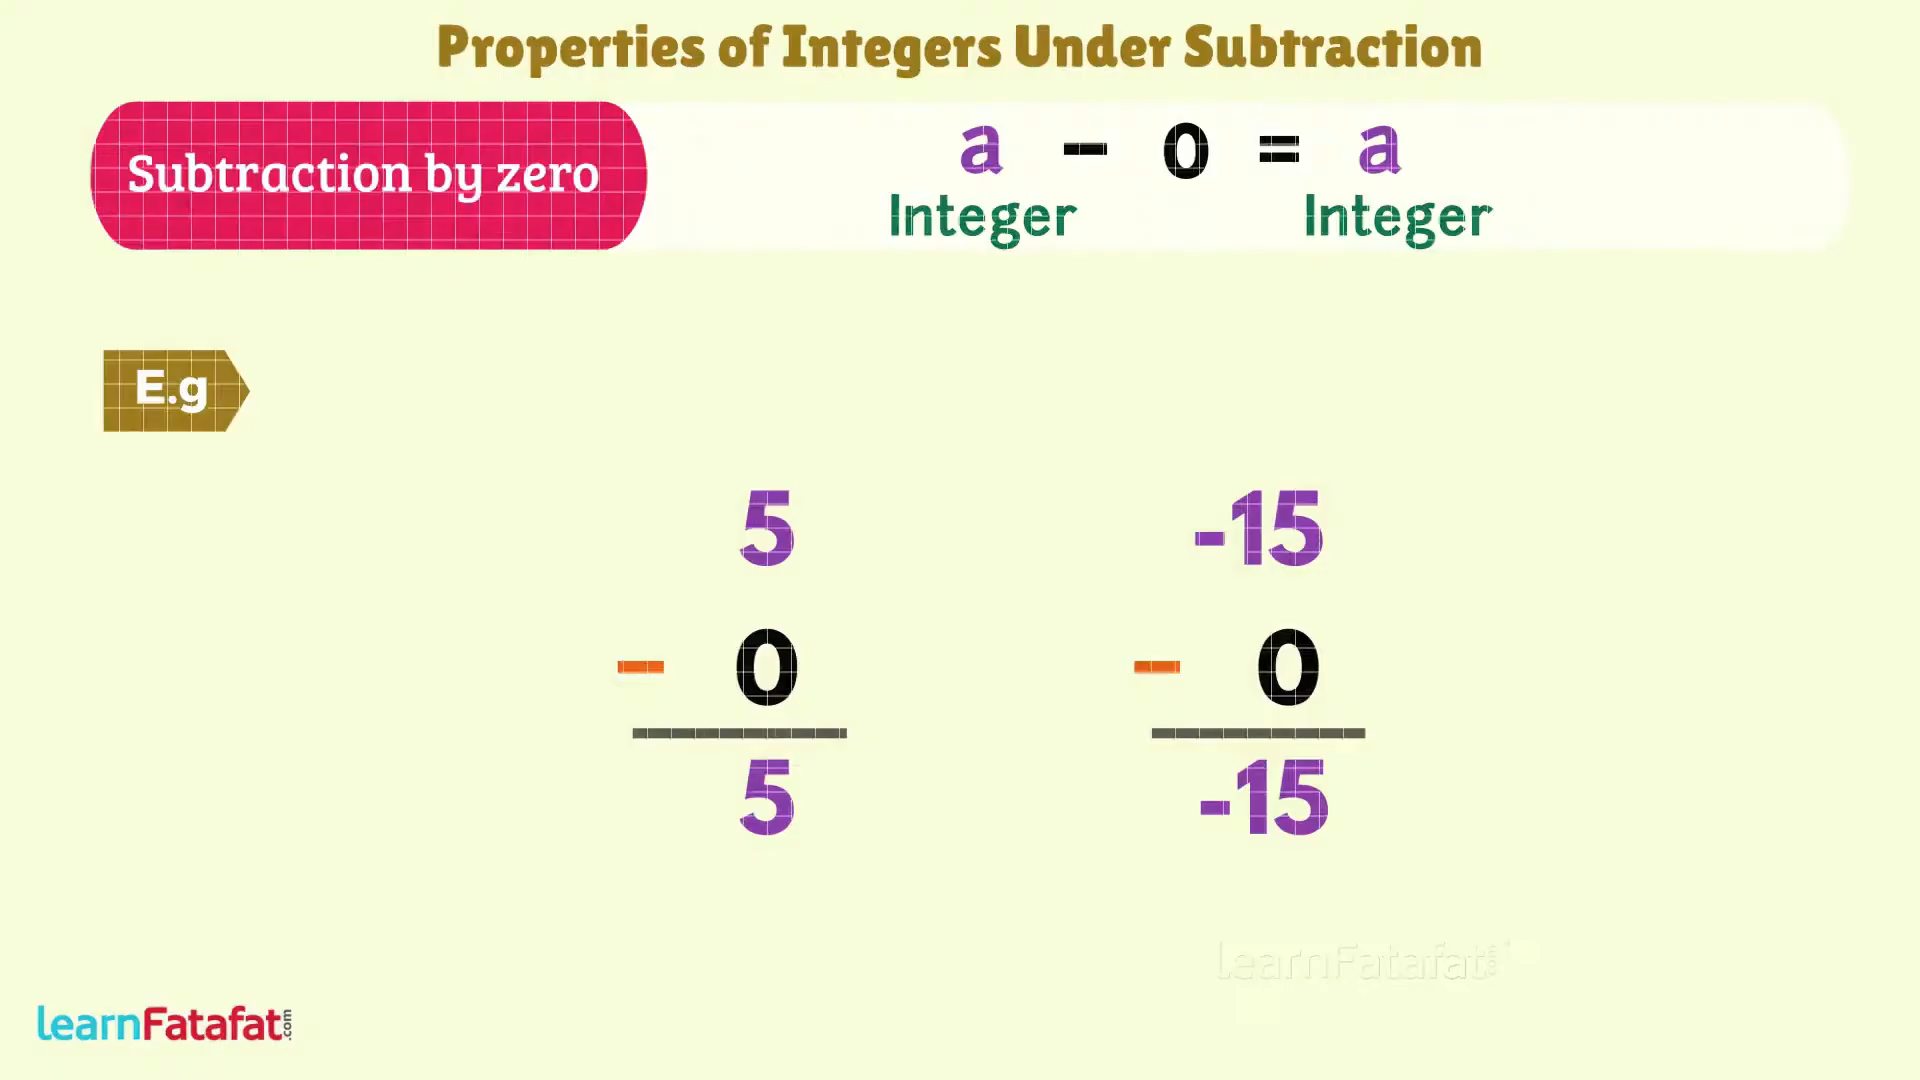 Properties of Integers Under Subtraction
Subtraction by zero
a - 0 = a
Integer Integer
E.g
5 -15
- 0 - 0
5 -15
learnFatafat
learnFatafat.com